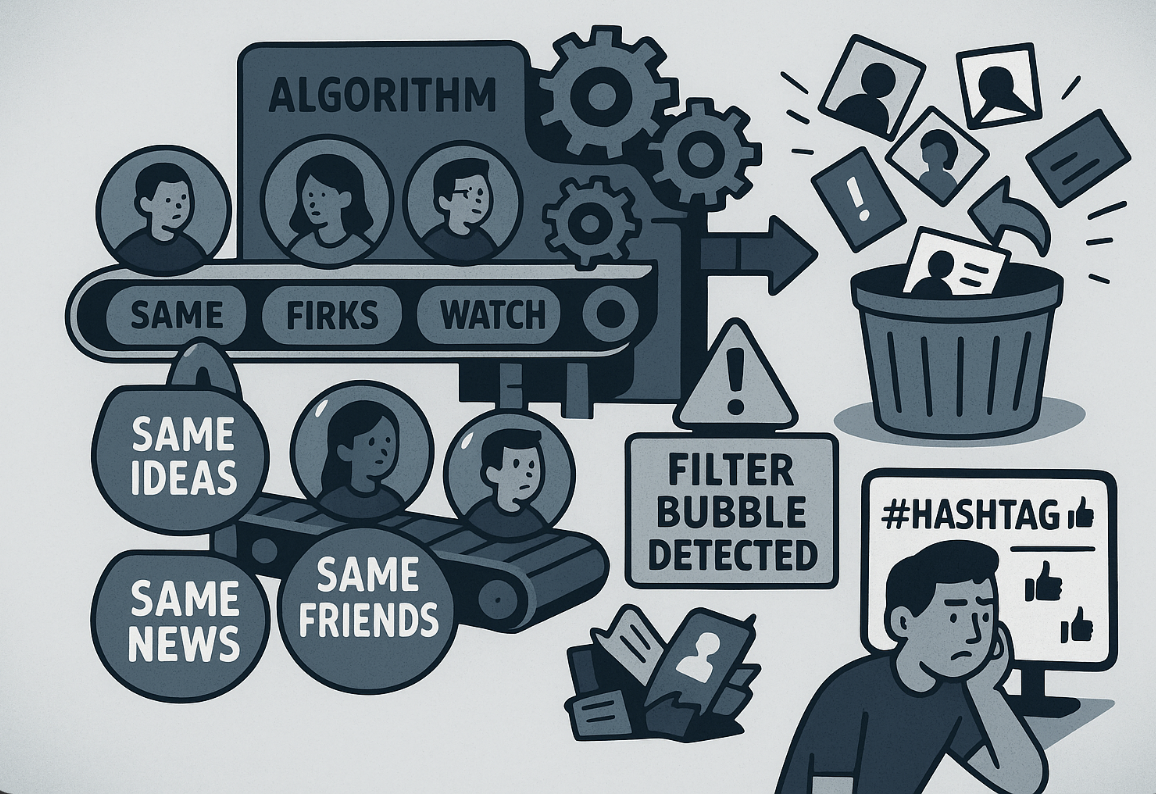 ALGORITHM
SAME FIRKS WATCH
SAME
IDEAS
SAME
NEWS
SAME
FRIENDS
!
!
FILTER
BUBBLE
DETECTED
#HASHTAG